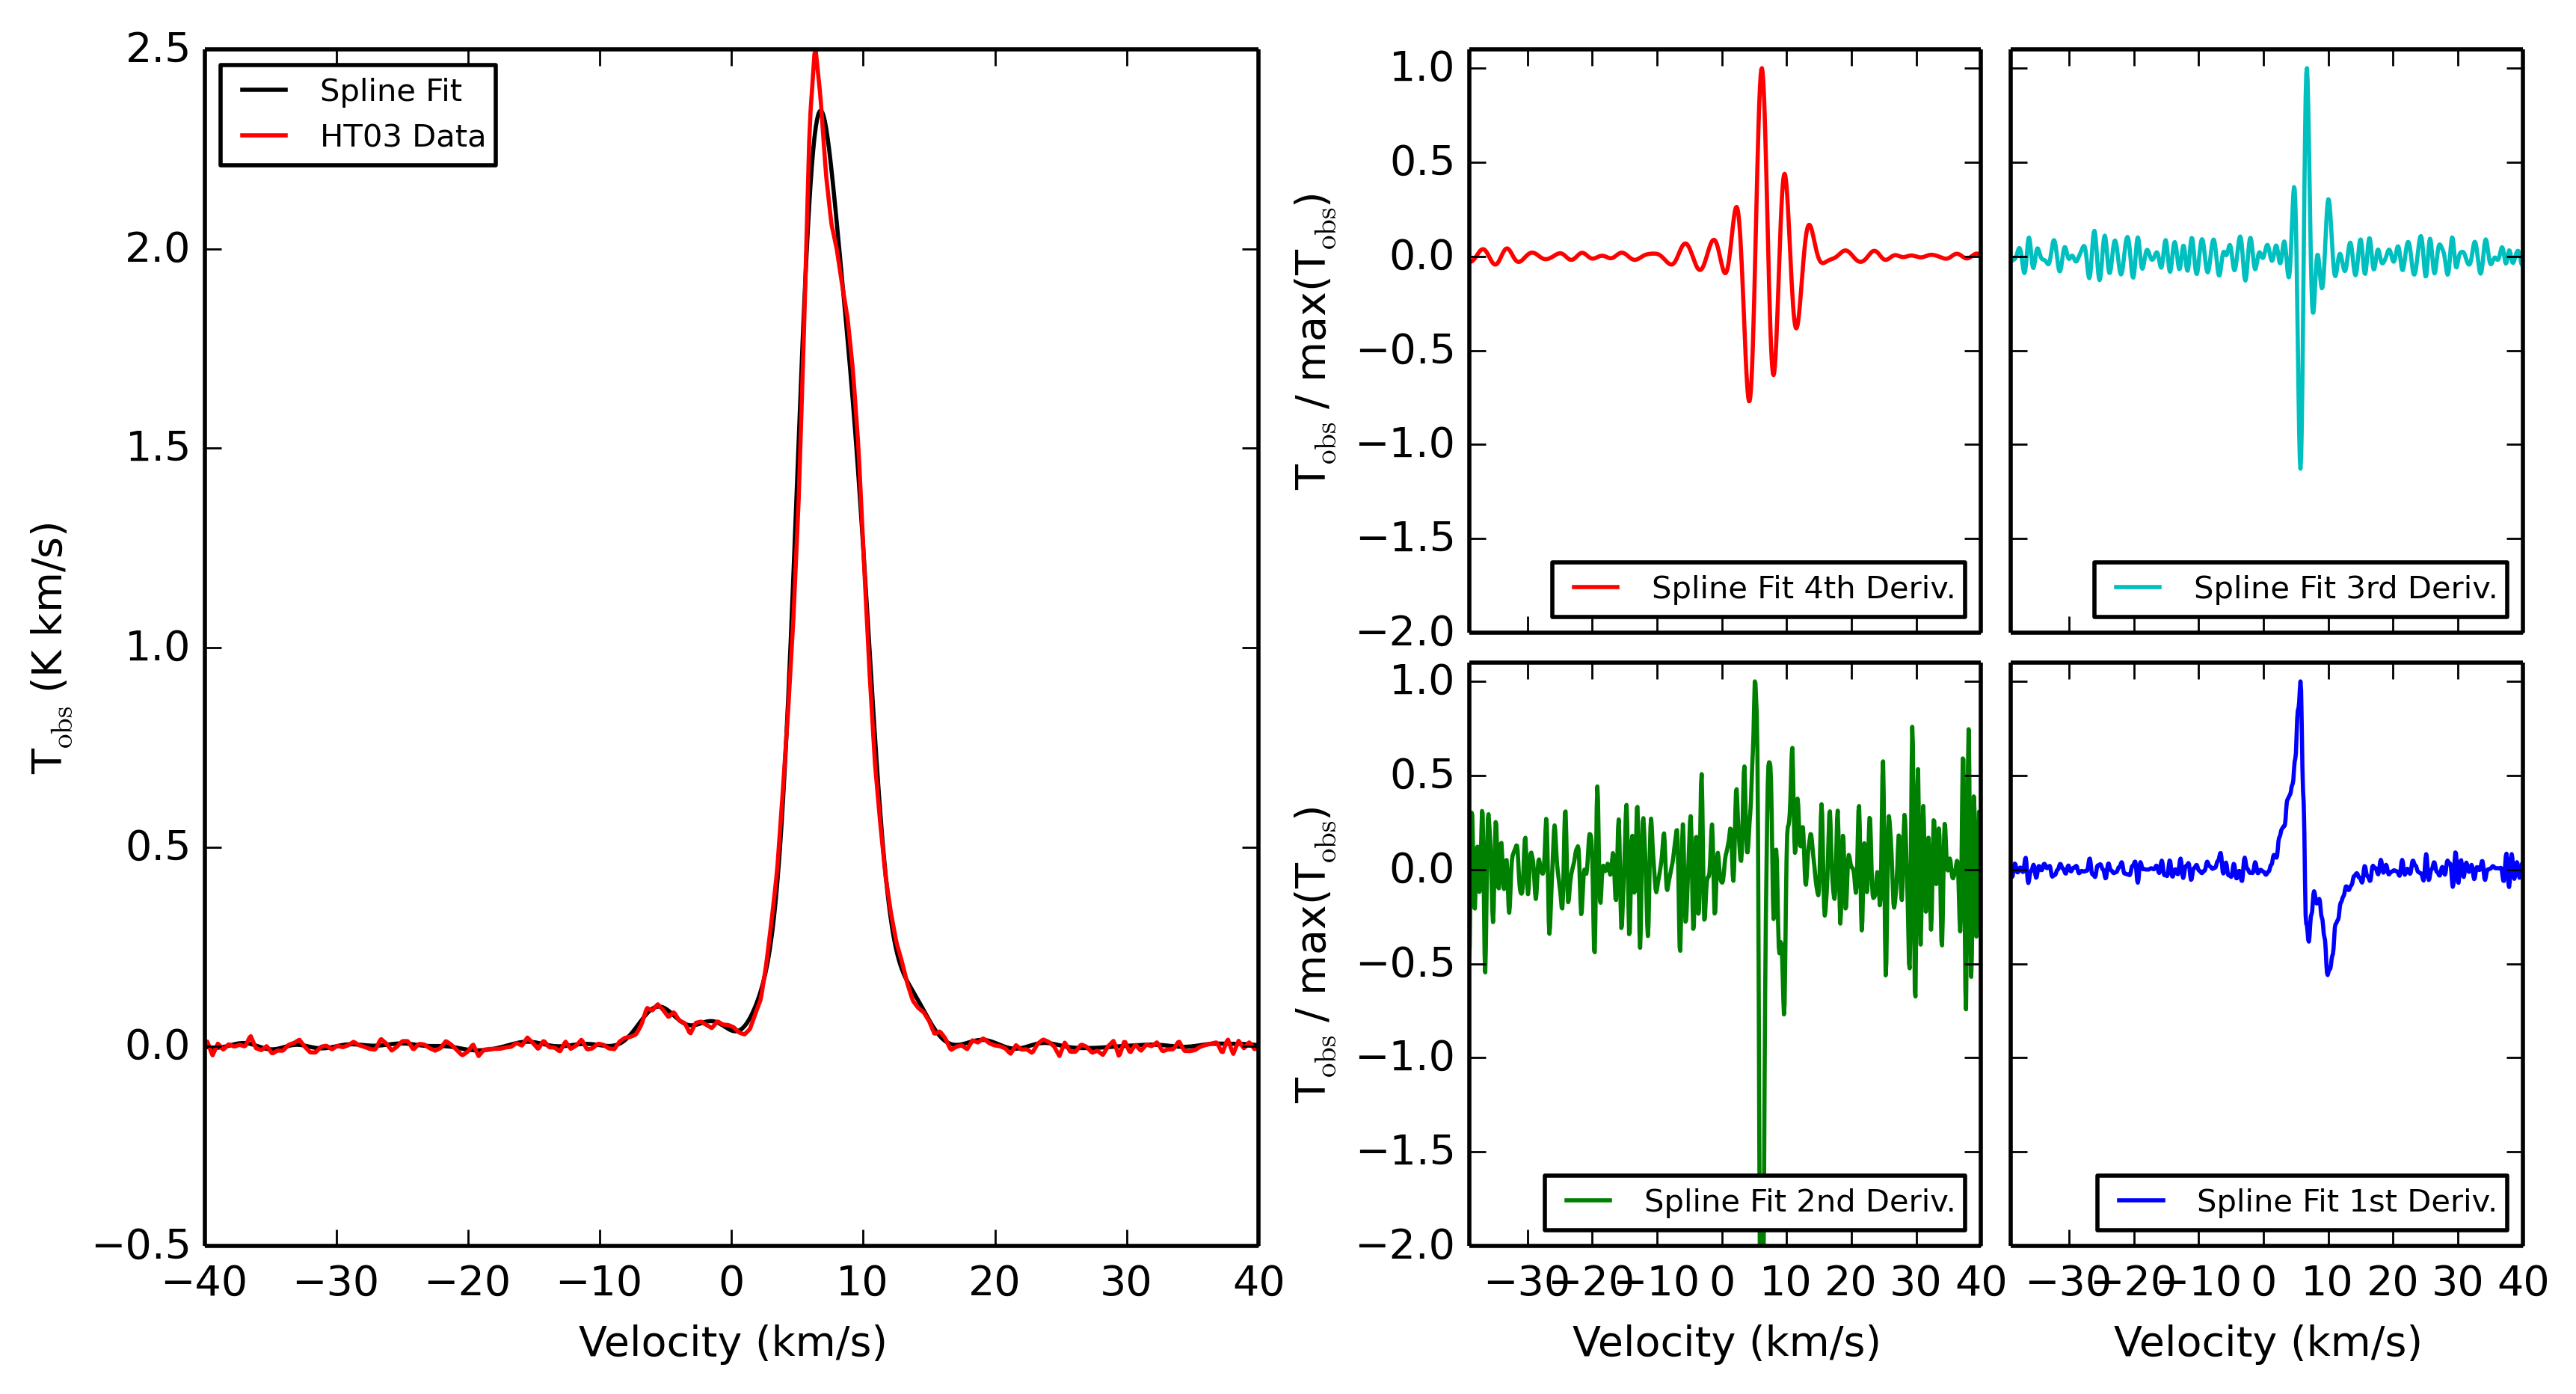 2.5
2.0
1.5
1.0
0.5
0.0
−0.5
T_obs (K km/s)
Spline Fit
HT03 Data
−40 −30 −20 −10 0 10 20 30 40
Velocity (km/s)
1.0
0.5
0.0
−0.5
−1.0
−1.5
−2.0
T_obs / max(T_obs)
Spline Fit 4th Deriv.
Spline Fit 3rd Deriv.
1.0
0.5
0.0
−0.5
−1.0
−1.5
−2.0
T_obs / max(T_obs)
Spline Fit 2nd Deriv.
Spline Fit 1st Deriv.
−30 −20 −10 0 10 20 30 40
−30 −20 −10 0 10 20 30 40
Velocity (km/s)
Velocity (km/s)